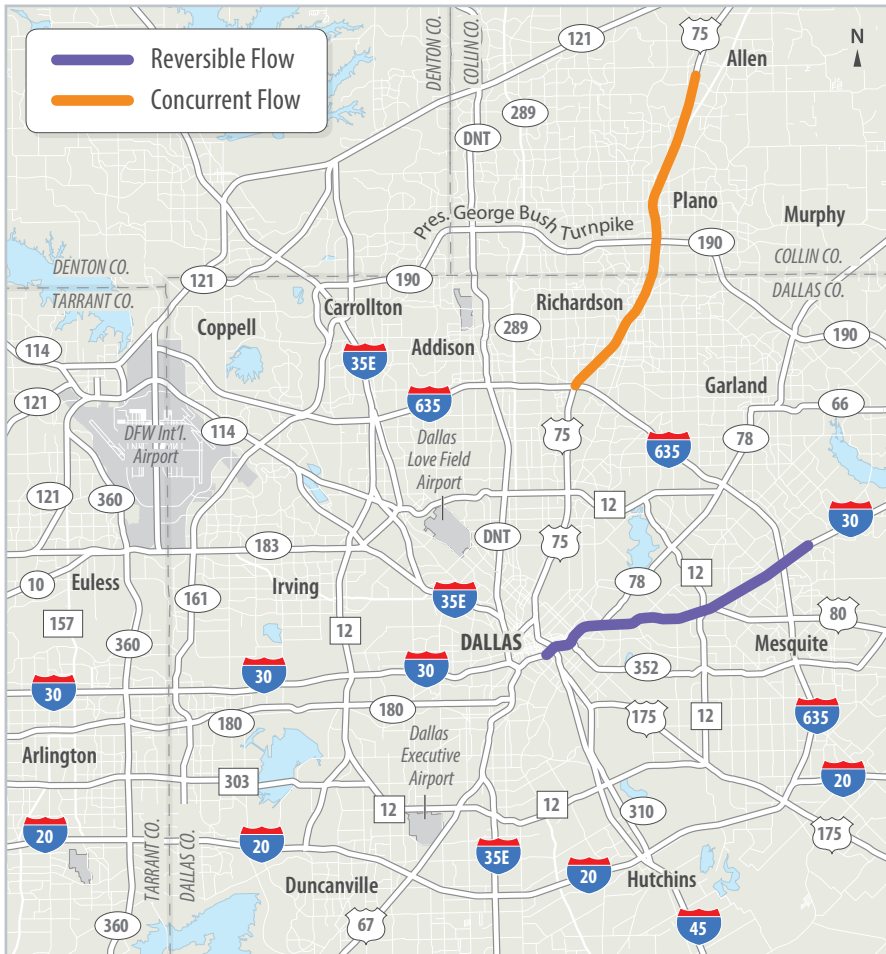 Reversible Flow
Concurrent Flow
121
75
Allen
N
DENTON CO.
COLLIN CO.
289
DNT
Plano
Pres. George Bush Turnpike
Murphy
190
DENTON CO.
TARRANT CO.
121
190
COLLIN CO.
DALLAS CO.
Carrollton
Richardson
Coppell
35E
Addison
289
190
114
121
635
Garland
66
DFW Int'l.
Airport
114
Dallas
Love Field
Airport
75
635
78
121
360
12
30
183
DNT
75
10
Euless
161
Irving
35E
78
12
157
360
12
DALLAS
80
Mesquite
30
30
30
352
180
180
175
12
635
Arlington
Dallas
Executive
Airport
303
12
12
310
20
20
20
35E
175
TARRANT CO.
DALLAS CO.
Duncanville
20
Hutchins
360
67
45